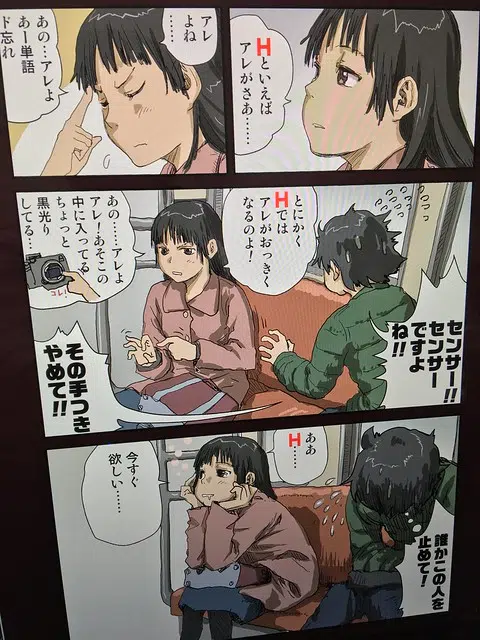 Hといえば
アレがさぁ……
アレ
よね
……
あの…アレよ
あー単語
ド忘れ
とにかく
Hでは
アレがおっきく
なるのよ！
センサー!!
センサー
ですよ
ね!!
あの……アレよ
アレ！あそこの
中に入ってる
ちょっと
黒光り
してる…
コレ！
その手つき
やめて!!
ああ
H……
誰かこの人を
止めて！
今すぐ
欲しい……